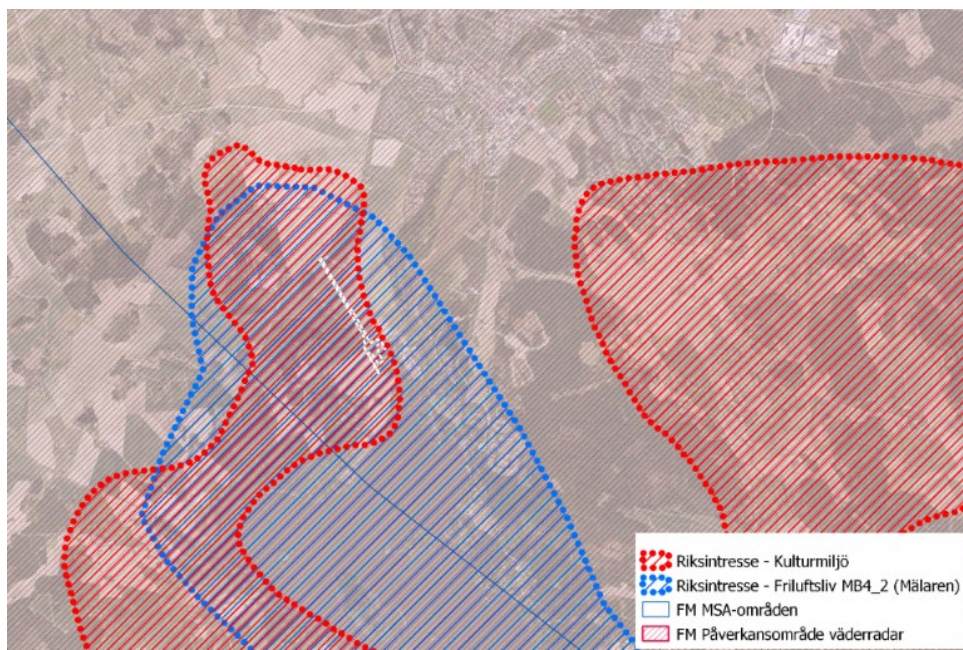 Riksintresse - Kulturmiljö
Riksintresse - Friluftsliv MB4_2 (Mälaren)
FM MSA-områden
FM Påverkansområde väderradar